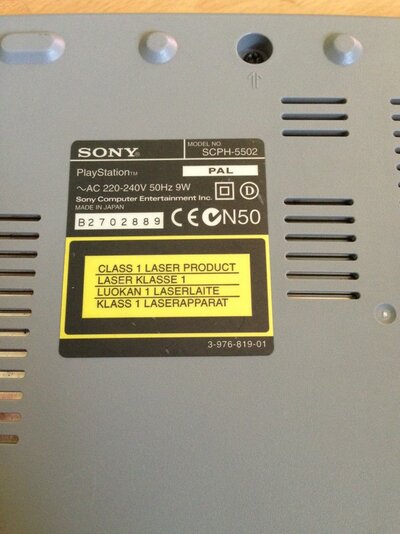 SONY®
MODEL NO.
SCPH-5502
PlayStation™
PAL
~AC 220-240V 50Hz 9W
D
Sony Computer Entertainment Inc.
MADE IN JAPAN
B2702889
CE N50
CLASS 1 LASER PRODUCT
LASER KLASSE 1
LUOKAN 1 LASERLAITE
KLASS 1 LASERAPPARAT
3-976-819-01